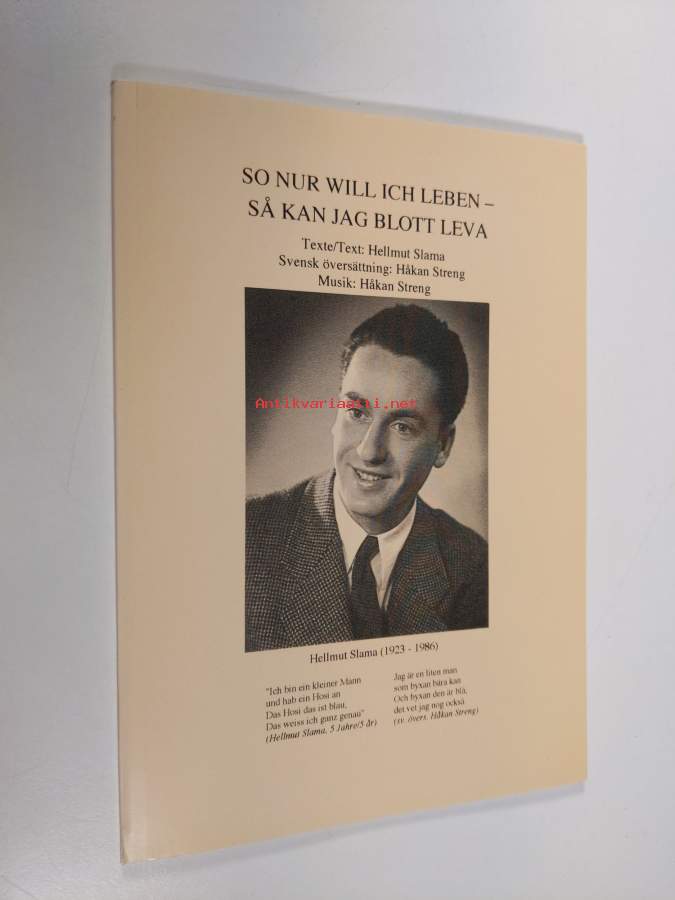 SO NUR WILL ICH LEBEN –
SÅ KAN JAG BLOTT LEVA
Texte/Text: Hellmut Slama
Svensk översättning: Håkan Streng
Musik: Håkan Streng
Antikvariaatti.net
Hellmut Slama (1923 - 1986)
"Ich bin ein kleiner Mann
und hab ein Hosi an
Das Hosi das ist blau,
Das weiss ich ganz genau"
(Hellmut Slama, 5 Jahre/5 år)
Jag är en liten man
som byxan bära kan
Och byxan den är blå,
det vet jag nog också
(sv. övers. Håkan Streng)